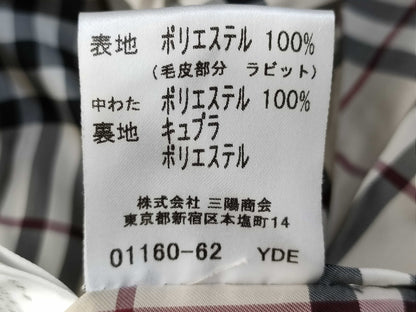 表地 ポリエステル 100%
(毛皮部分 ラビット)
中わた ポリエステル 100%
裏地 キュプラ
ポリエステル
株式会社 三陽商会
東京都新宿区本塩町14
01160-62 YDE